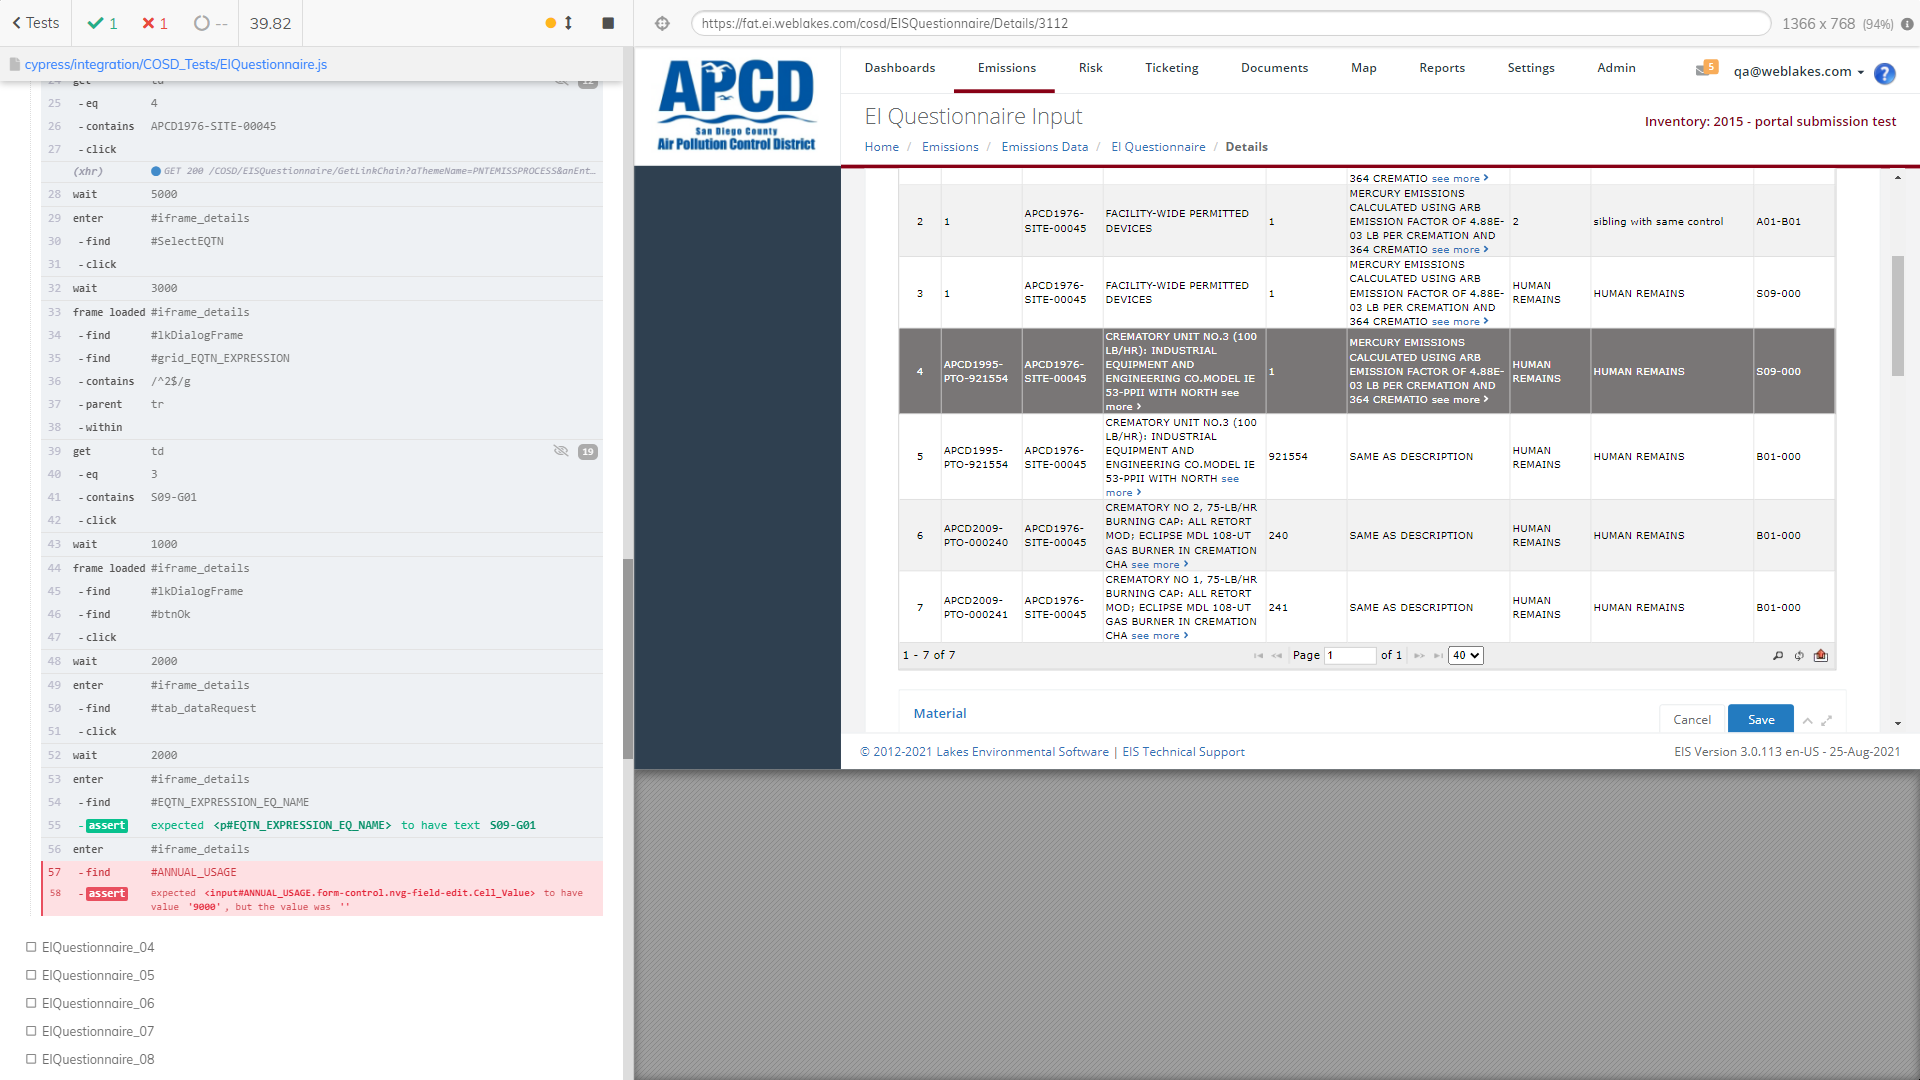 Tests
1
1
--
39.82
cypress/integration/COSD_Tests/EIQuestionnaire.js
24 get td 12
25 - eq 4
26 - contains APCD1976-SITE-00045
27 - click
(xhr) GET 200 /COSD/EISQuestionnaire/GetLinkChain?aThemeName=PNTEMISSPROCESS&anEnt...
28 wait 5000
29 enter #iframe_details
30 - find #SelectEQTN
31 - click
32 wait 3000
33 frame loaded #iframe_details
34 - find #lkDialogFrame
35 - find #grid_EQTN_EXPRESSION
36 - contains /^2$/g
37 - parent tr
38 - within
39 get td 19
40 - eq 3
41 - contains S09-G01
42 - click
43 wait 1000
44 frame loaded #iframe_details
45 - find #lkDialogFrame
46 - find #btnOk
47 - click
48 wait 2000
49 enter #iframe_details
50 - find #tab_dataRequest
51 - click
52 wait 2000
53 enter #iframe_details
54 - find #EQTN_EXPRESSION_EQ_NAME
55 - assert expected <p#EQTN_EXPRESSION_EQ_NAME> to have text S09-G01
56 enter #iframe_details
57 - find #ANNUAL_USAGE
58 - assert expected <input#ANNUAL_USAGE.form-control.nvg-field-edit.Cell_Value> to have
value '9000', but the value was ''
EIQuestionnaire_04
EIQuestionnaire_05
EIQuestionnaire_06
EIQuestionnaire_07
EIQuestionnaire_08
https://fat.ei.weblakes.com/cosd/EISQuestionnaire/Details/3112
1366 x 768 (94%)
APCD
San Diego County
Air Pollution Control District
Dashboards Emissions Risk Ticketing Documents Map Reports Settings Admin 5 qa@weblakes.com ?
EI Questionnaire Input
Inventory: 2015 - portal submission test
Home / Emissions / Emissions Data / EI Questionnaire / Details
364 CREMATIO see more
2 1 APCD1976-SITE-00045 FACILITY-WIDE PERMITTED DEVICES 1 MERCURY EMISSIONS CALCULATED USING ARB EMISSION FACTOR OF 4.88E-03 LB PER CREMATION AND 364 CREMATIO see more 2 sibling with same control A01-B01
3 1 APCD1976-SITE-00045 FACILITY-WIDE PERMITTED DEVICES 1 MERCURY EMISSIONS CALCULATED USING ARB EMISSION FACTOR OF 4.88E-03 LB PER CREMATION AND 364 CREMATIO see more HUMAN REMAINS HUMAN REMAINS S09-000
4 APCD1995-PTO-921554 APCD1976-SITE-00045 CREMATORY UNIT NO.3 (100 LB/HR): INDUSTRIAL EQUIPMENT AND ENGINEERING CO.MODEL IE 53-PPII WITH NORTH see more 1 MERCURY EMISSIONS CALCULATED USING ARB EMISSION FACTOR OF 4.88E-03 LB PER CREMATION AND 364 CREMATIO see more HUMAN REMAINS HUMAN REMAINS S09-000
5 APCD1995-PTO-921554 APCD1976-SITE-00045 CREMATORY UNIT NO.3 (100 LB/HR): INDUSTRIAL EQUIPMENT AND ENGINEERING CO.MODEL IE 53-PPII WITH NORTH see more 921554 SAME AS DESCRIPTION HUMAN REMAINS HUMAN REMAINS B01-000
6 APCD2009-PTO-000240 APCD1976-SITE-00045 CREMATORY NO 2, 75-LB/HR BURNING CAP: ALL RETORT MOD; ECLIPSE MDL 108-UT GAS BURNER IN CREMATION CHA see more 240 SAME AS DESCRIPTION HUMAN REMAINS HUMAN REMAINS B01-000
7 APCD2009-PTO-000241 APCD1976-SITE-00045 CREMATORY NO 1, 75-LB/HR BURNING CAP: ALL RETORT MOD; ECLIPSE MDL 108-UT GAS BURNER IN CREMATION CHA see more 241 SAME AS DESCRIPTION HUMAN REMAINS HUMAN REMAINS B01-000
1 - 7 of 7 Page 1 of 1 40
Material
Cancel Save
© 2012-2021 Lakes Environmental Software | EIS Technical Support
EIS Version 3.0.113 en-US - 25-Aug-2021